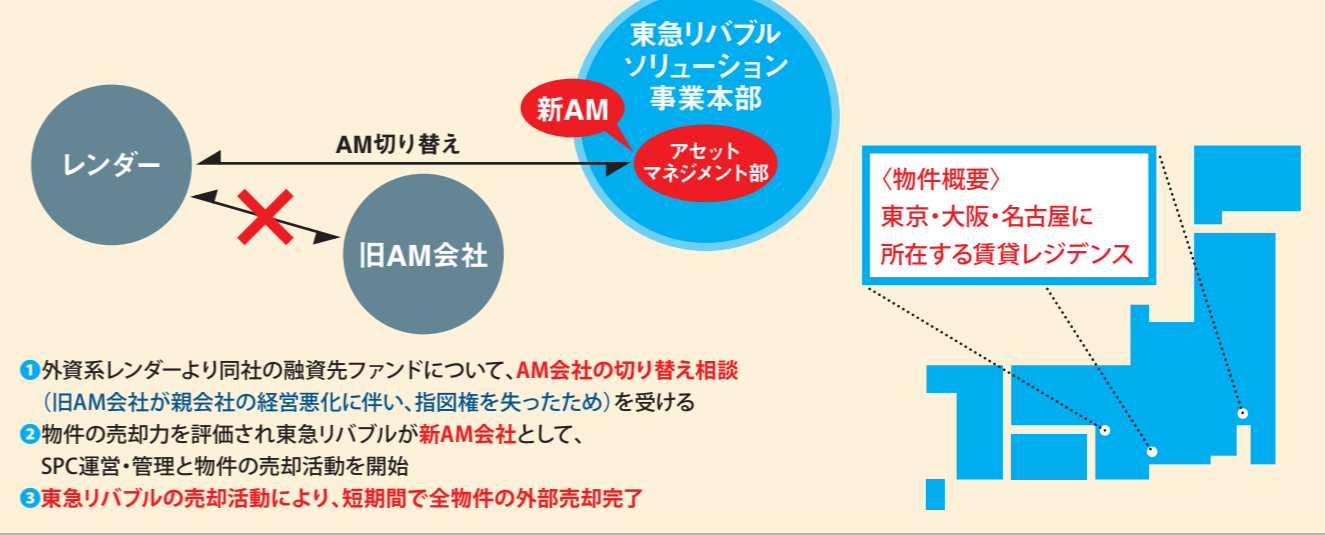 東急リバブル
ソリューション
事業本部
新AM
アセット
マネジメント部
AM切り替え
レンダー
旧AM会社
〈物件概要〉
東京・大阪・名古屋に
所在する賃貸レジデンス
❶外資系レンダーより同社の融資先ファンドについて、AM会社の切り替え相談
（旧AM会社が親会社の経営悪化に伴い、指図権を失ったため）を受ける
❷物件の売却力を評価され東急リバブルが新AM会社として、
SPC運営・管理と物件の売却活動を開始
❸東急リバブルの売却活動により、短期間で全物件の外部売却完了